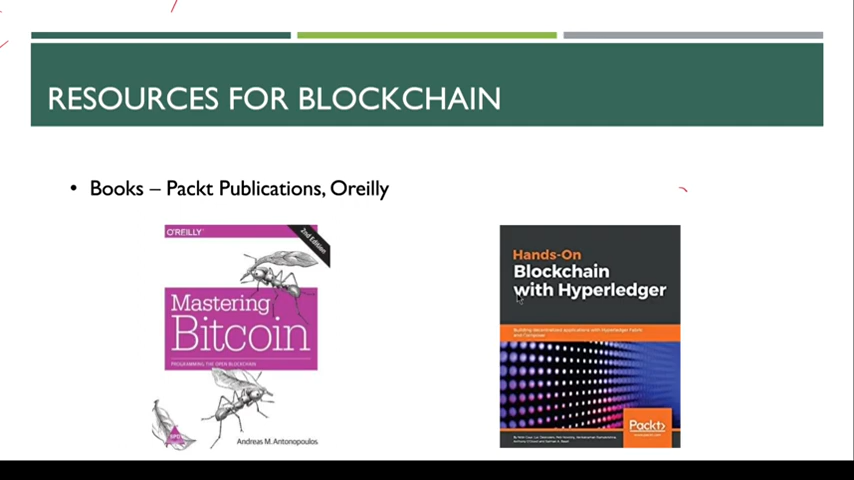 RESOURCES FOR BLOCKCHAIN
• Books – Packt Publications, Oreilly
O'REILLY
2nd Edition
Mastering
Bitcoin
PROGRAMMING THE OPEN BLOCKCHAIN
SPD
Andreas M. Antonopoulos
Hands-On
Blockchain
with Hyperledger
Building decentralized applications with Hyperledger Fabric
and Composer
Packt>